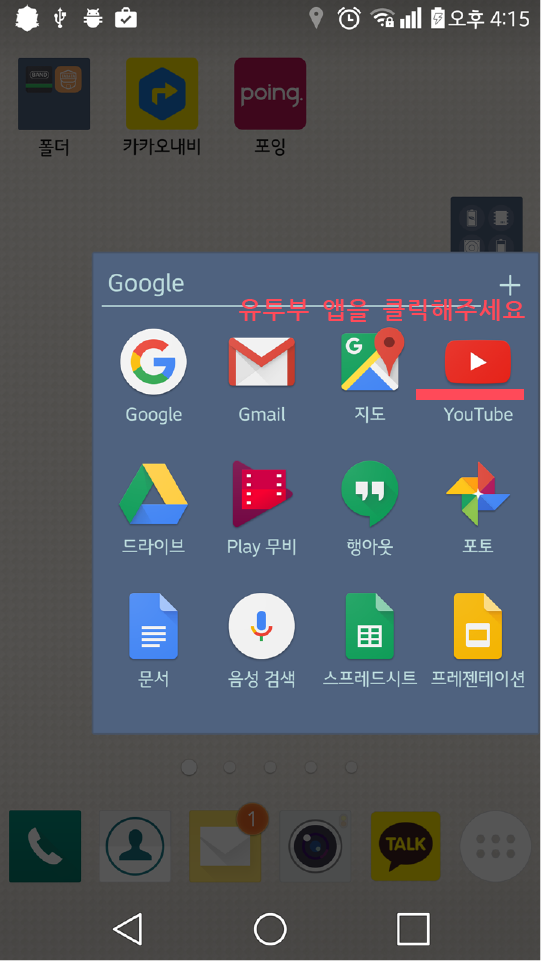 오후 4:15
BAND
poing.
폴더 카카오내비 포잉
Google
유투부 앱을 클릭해주세요
G
Google Gmail 지도 YouTube
드라이브 Play 무비 행아웃 포토
문서 음성 검색 스프레드시트 프레젠테이션
1
TALK